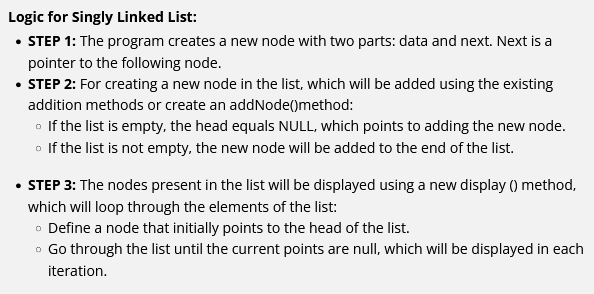 Logic for Singly Linked List:
• STEP 1: The program creates a new node with two parts: data and next. Next is a
pointer to the following node.
• STEP 2: For creating a new node in the list, which will be added using the existing
addition methods or create an addNode()method:
○ If the list is empty, the head equals NULL, which points to adding the new node.
○ If the list is not empty, the new node will be added to the end of the list.
• STEP 3: The nodes present in the list will be displayed using a new display () method,
which will loop through the elements of the list:
○ Define a node that initially points to the head of the list.
○ Go through the list until the current points are null, which will be displayed in each
iteration.